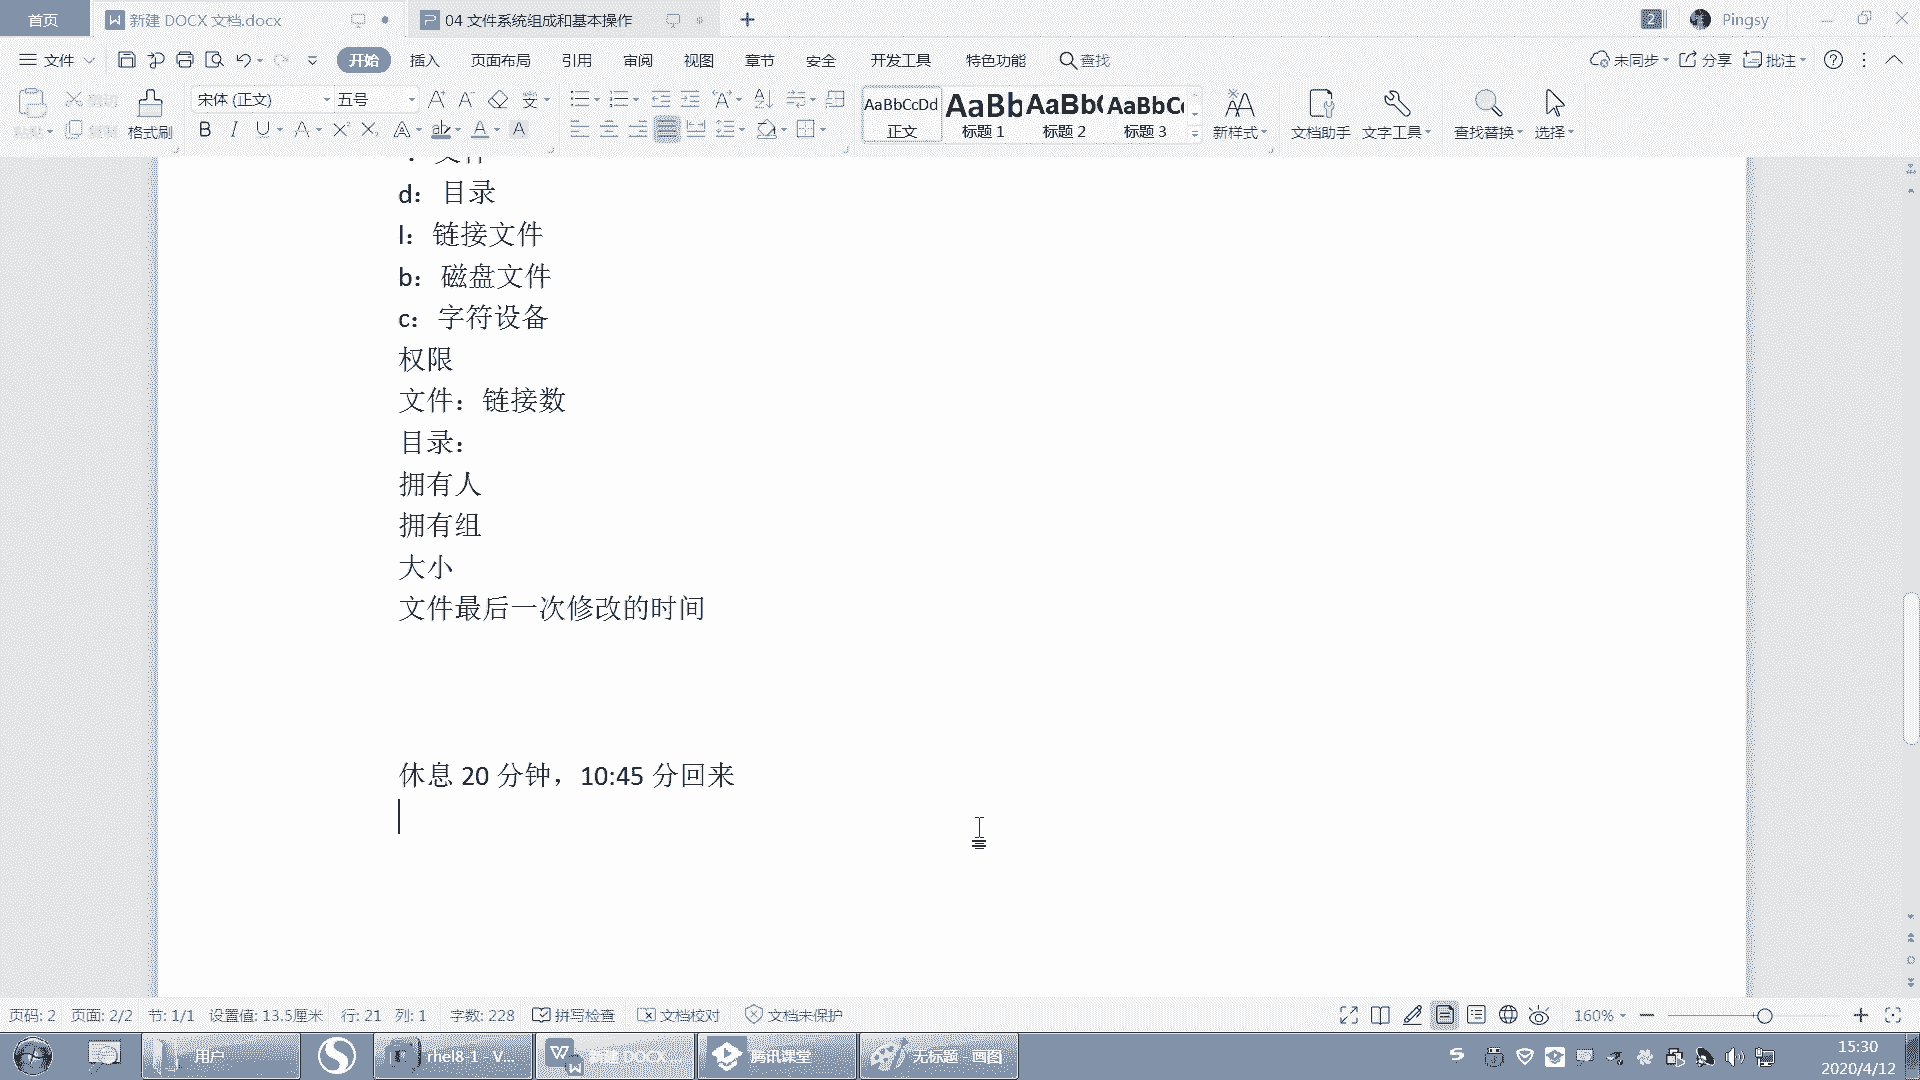 首页
新建 DOCX 文档.docx
04 文件系统组成和基本操作
2
Pingsy
文件
开始
插入
页面布局
引用
审阅
视图
章节
安全
开发工具
特色功能
查找
未同步
分享
批注
粘贴
剪切
复制
格式刷
宋体 (正文)
五号
AaBbCcDd
正文
AaBb
标题 1
AaBb(
标题 2
AaBbC
标题 3
新样式
文档助手
文字工具
查找替换
选择
d：目录
l：链接文件
b：磁盘文件
c：字符设备
权限
文件：链接数
目录：
拥有人
拥有组
大小
文件最后一次修改的时间
休息 20 分钟，10:45 分回来
页码: 2
页面: 2/2
节: 1/1
设置值: 13.5厘米
行: 21
列: 1
字数: 228
拼写检查
文档校对
文档未保护
160%
用户
rhel8-1 - V...
新建 DOCX ...
腾讯课堂
无标题 - 画图
15:30
2020/4/12